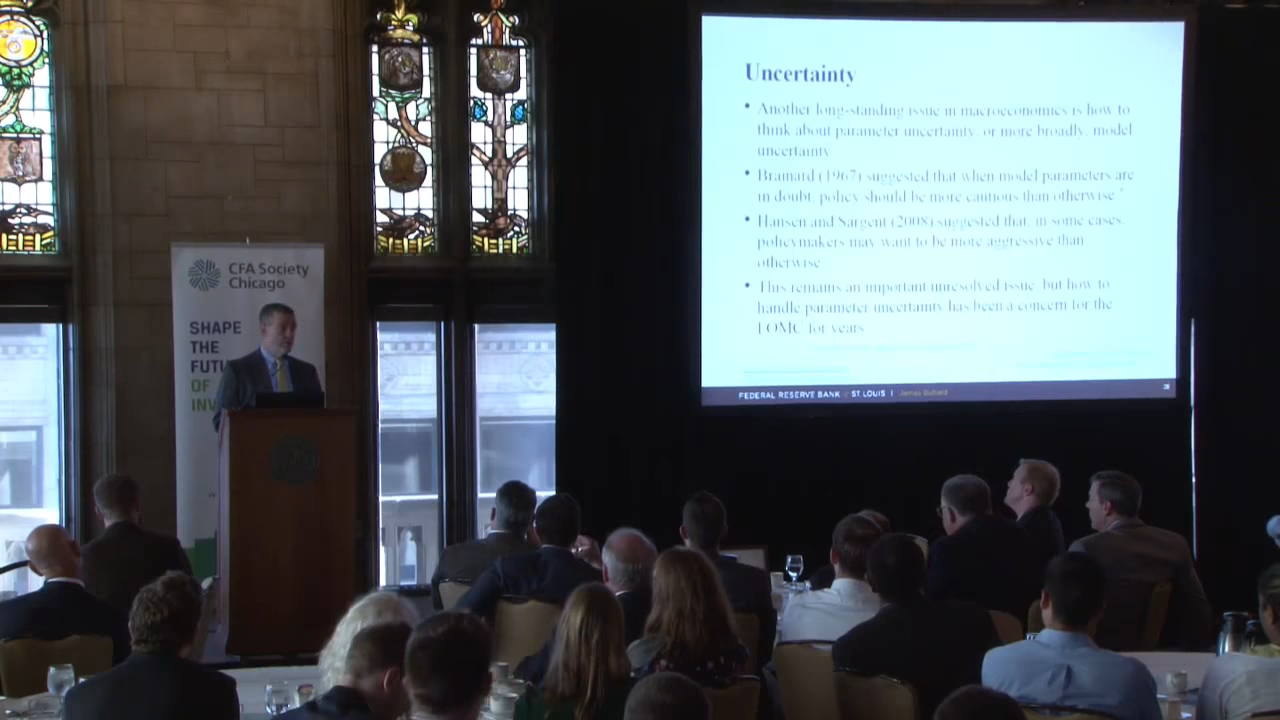 CFA Society
Chicago
SHAPE
THE
FUTU
OF
INV
Uncertainty
• Another long-standing issue in macroeconomics is how to
think about parameter uncertainty, or more broadly, model
uncertainty
• Brainard (1967) suggested that when model parameters are
in doubt, policy should be more cautious than otherwise
• Hansen and Sargent (2008) suggested that, in some cases,
policymakers may want to be more aggressive than
otherwise
• This remains an important unresolved issue, but how to
handle parameter uncertainty has been a concern for the
FOMC for years
FEDERAL RESERVE BANK of ST. LOUIS | James Bullard